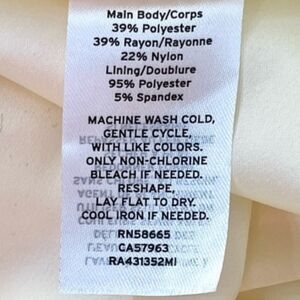 Main Body/Corps
39% Polyester
39% Rayon/Rayonne
22% Nylon
Lining/Doublure
95% Polyester
5% Spandex
MACHINE WASH COLD,
GENTLE CYCLE,
WITH LIKE COLORS.
ONLY NON-CHLORINE
BLEACH IF NEEDED.
RESHAPE,
LAY FLAT TO DRY.
COOL IRON IF NEEDED.
RN58665
CA57963
RA431352MI